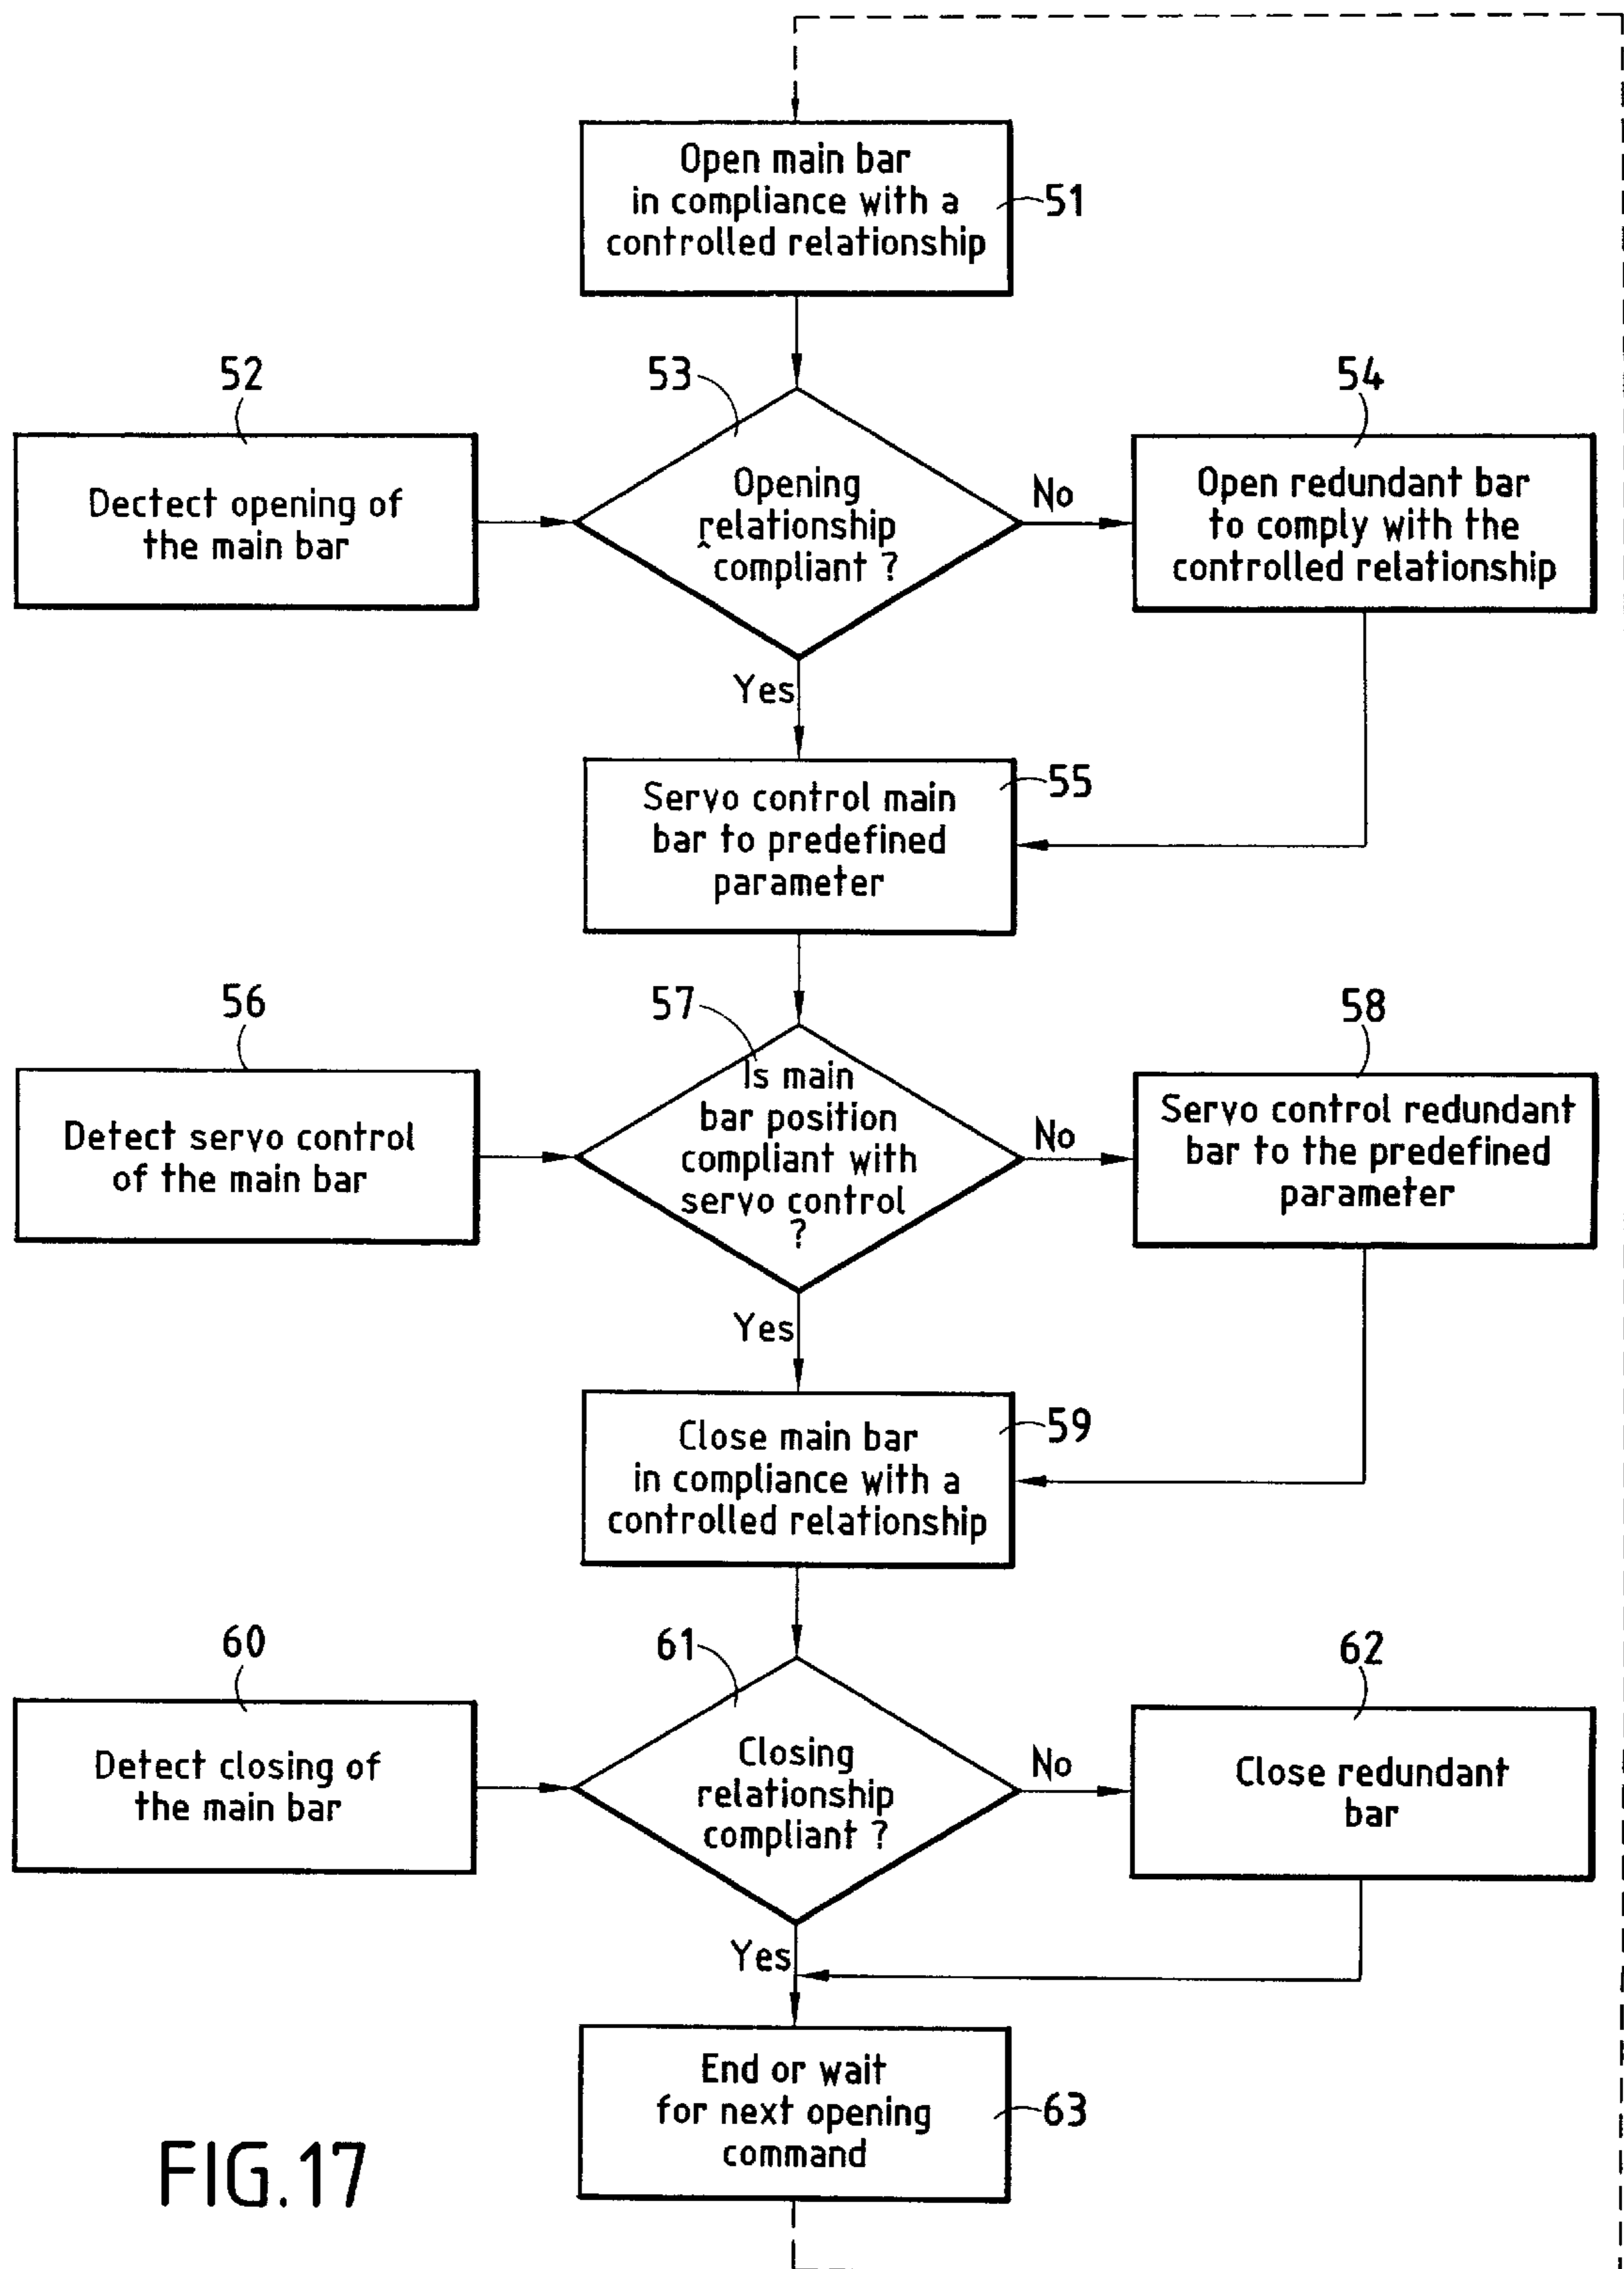 Open main bar
in compliance with a
controlled relationship
51
52
53
54
Dectect opening of
the main bar
Opening
relationship
compliant ?
No
Open redundant bar
to comply with the
controlled relationship
Yes
Servo control main
bar to predefined
parameter
55
56
57
58
Detect servo control
of the main bar
Is main
bar position
compliant with
servo control
?
No
Servo control redundant
bar to the predefined
parameter
Yes
Close main bar
in compliance with a
controlled relationship
59
60
61
62
Detect closing of
the main bar
Closing
relationship
compliant ?
No
Close redundant
bar
Yes
End or wait
for next opening
command
63
FIG.17